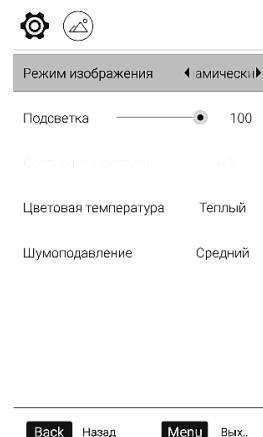 Режим изображения амически
Подсветка 100
Цветовая температура Теплый
Шумоподавление Средний
Back Назад Menu Вых..